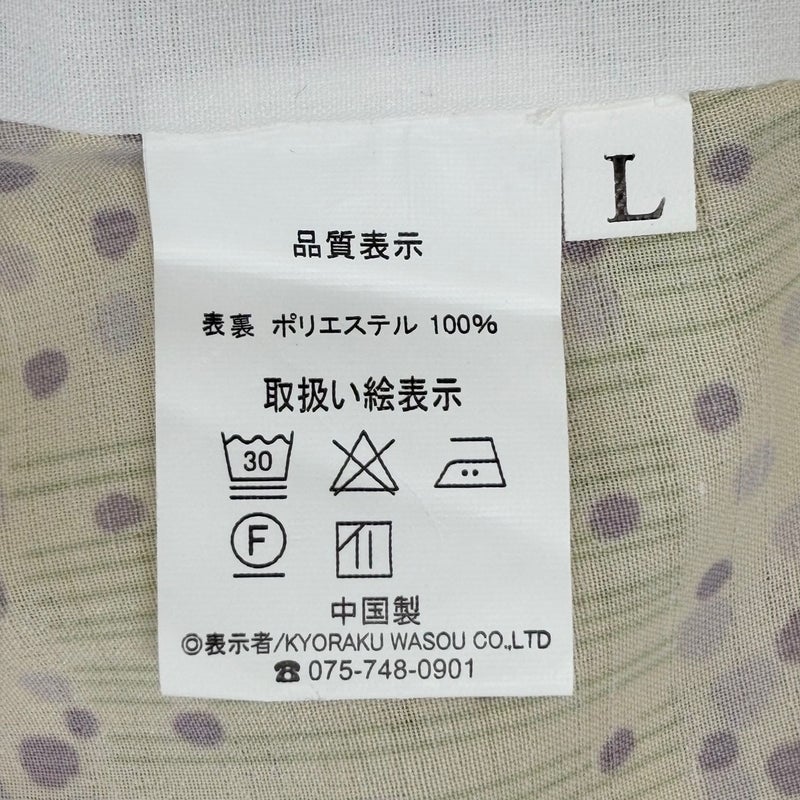 L
品質表示
表裏 ポリエステル 100%
取扱い絵表示
30
F
中国製
◎表示者/KYORAKU WASOU CO.,LTD
☎ 075-748-0901